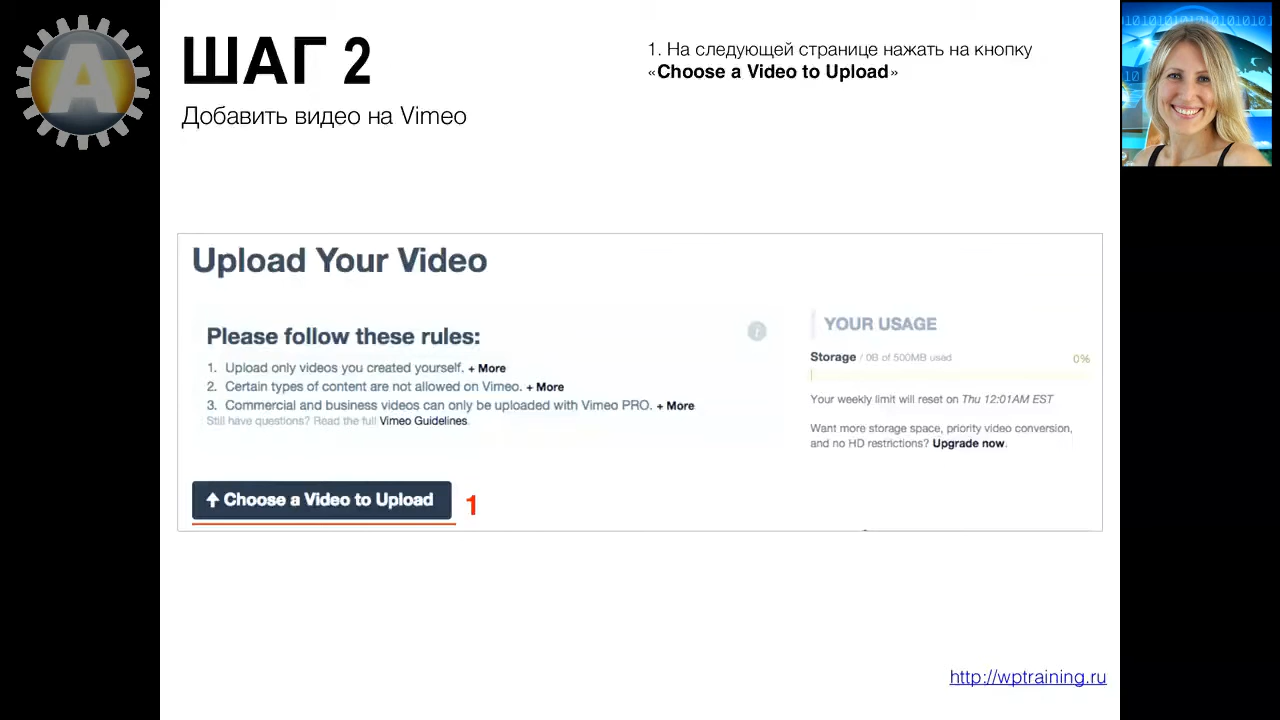 ШАГ 2
Добавить видео на Vimeo
1. На следующей странице нажать на кнопку
«Choose a Video to Upload»
Upload Your Video
Please follow these rules:
1. Upload only videos you created yourself. + More
2. Certain types of content are not allowed on Vimeo. + More
3. Commercial and business videos can only be uploaded with Vimeo PRO. + More
Still have questions? Read the full Vimeo Guidelines.
YOUR USAGE
Storage / 0B of 500MB used 0%
Your weekly limit will reset on Thu 12:01AM EST
Want more storage space, priority video conversion,
and no HD restrictions? Upgrade now.
Choose a Video to Upload 1
http://wptraining.ru
A